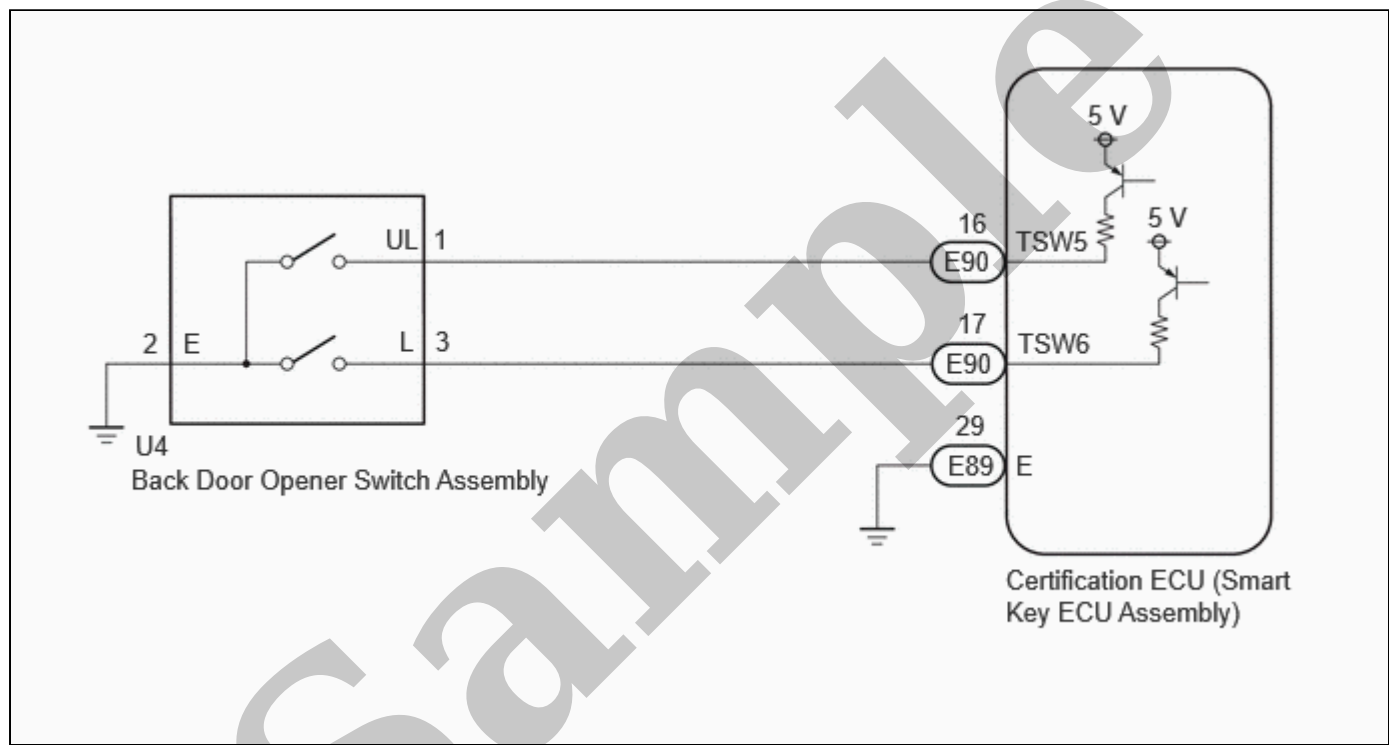 5 V
16
5 V
UL 1
E90
TSW5
17
2 E
L 3
E90
TSW6
29
U4
E89
E
Back Door Opener Switch Assembly
Certification ECU (Smart
Key ECU Assembly)
Sample